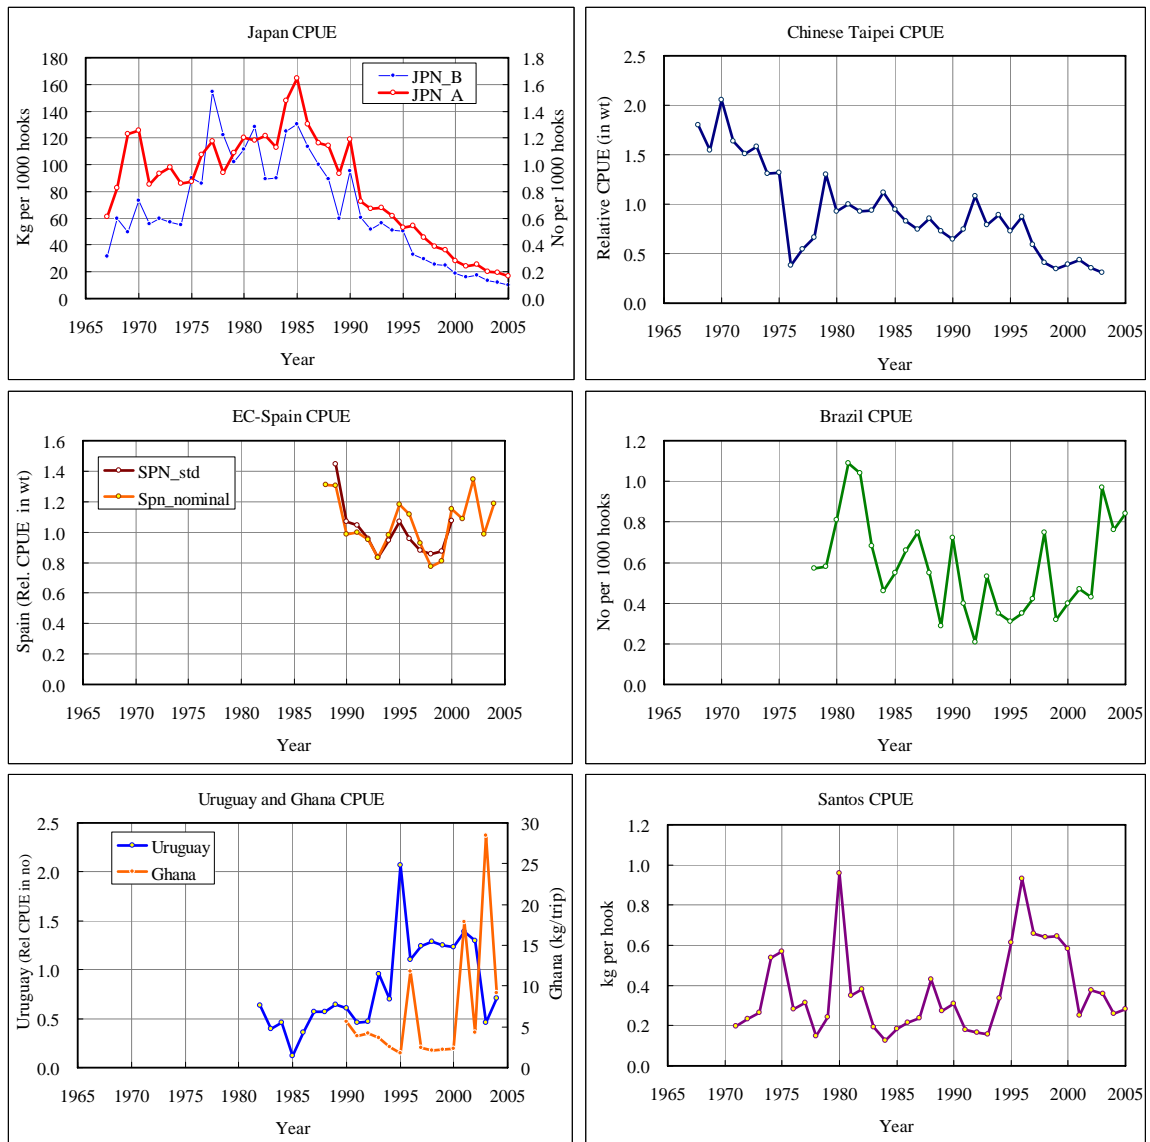 Japan CPUE
Kg per 1000 hooks
No per 1000 hooks
JPN_B
JPN_A
180
160
140
120
100
80
60
40
20
0
1.8
1.6
1.4
1.2
1.0
0.8
0.6
0.4
0.2
0.0
1965 1970 1975 1980 1985 1990 1995 2000 2005
Year
Chinese Taipei CPUE
Relative CPUE (in wt)
2.5
2.0
1.5
1.0
0.5
0.0
1965 1970 1975 1980 1985 1990 1995 2000 2005
Year
EC-Spain CPUE
Spain (Rel. CPUE in wt)
SPN_std
Spn_nominal
1.6
1.4
1.2
1.0
0.8
0.6
0.4
0.2
0.0
1965 1970 1975 1980 1985 1990 1995 2000 2005
Year
Brazil CPUE
No per 1000 hooks
1.2
1.0
0.8
0.6
0.4
0.2
0.0
1965 1970 1975 1980 1985 1990 1995 2000 2005
Year
Uruguay and Ghana CPUE
Uruguay (Rel CPUE in no)
Ghana (kg/trip)
Uruguay
Ghana
2.5
2.0
1.5
1.0
0.5
0.0
30
25
20
15
10
5
0
1965 1970 1975 1980 1985 1990 1995 2000 2005
Year
Santos CPUE
kg per hook
1.2
1.0
0.8
0.6
0.4
0.2
0.0
1965 1970 1975 1980 1985 1990 1995 2000 2005
Year